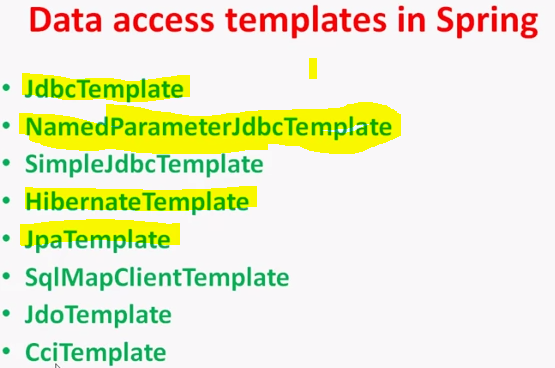 Data access templates in Spring
• JdbcTemplate
• NamedParameterJdbcTemplate
• SimpleJdbcTemplate
• HibernateTemplate
• JpaTemplate
• SqlMapClientTemplate
• JdoTemplate
• CciTemplate